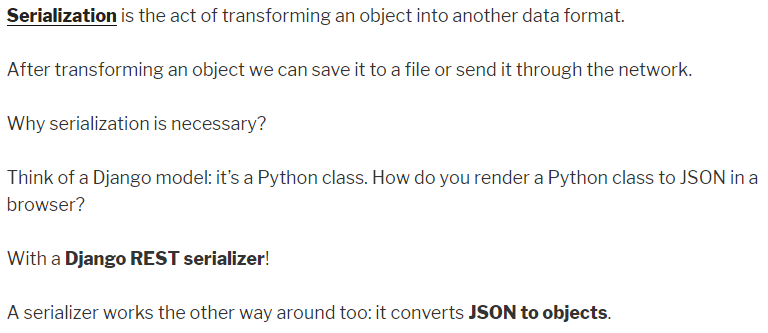 Serialization is the act of transforming an object into another data format.
After transforming an object we can save it to a file or send it through the network.
Why serialization is necessary?
Think of a Django model: it’s a Python class. How do you render a Python class to JSON in a
browser?
With a Django REST serializer!
A serializer works the other way around too: it converts JSON to objects.